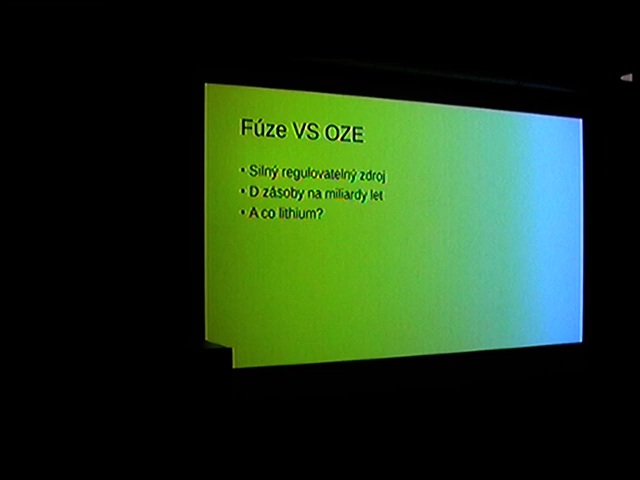 Fúze VS OZE
• Silný regulovatelný zdroj
• D zásoby na miliardy let
• A co lithium?